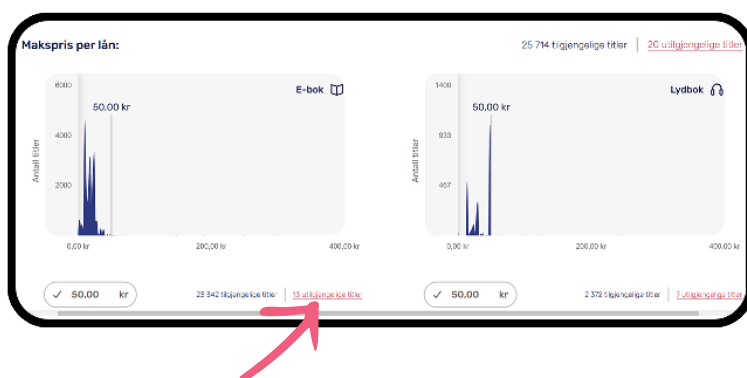 Makspris per lån:
25 714 tilgjengelige titler | 20 utilgjengelige titler
E-bok
6000
4000
2000
Antall titler
50,00 kr
0,00 kr 200,00 kr 400,00 kr
50,00 kr
23 342 tilgjengelige titler | 13 utilgjengelige titler
Lydbok
1400
933
467
Antall titler
50,00 kr
0,00 kr 200,00 kr 400,00 kr
50,00 kr
2 372 tilgjengelige titler | 7 utilgjengelige titler